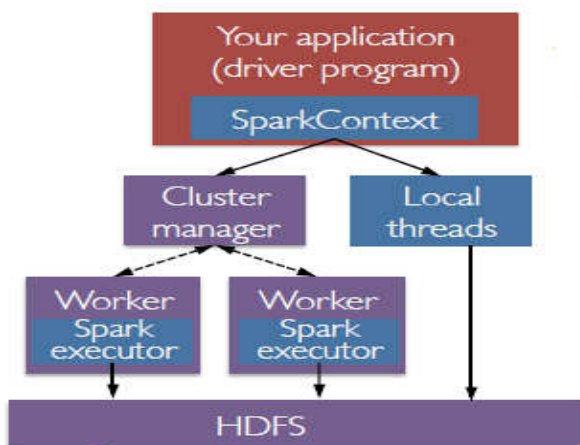 Your application
(driver program)
SparkContext
Cluster
manager
Local
threads
Worker
Spark
executor
Worker
Spark
executor
HDFS